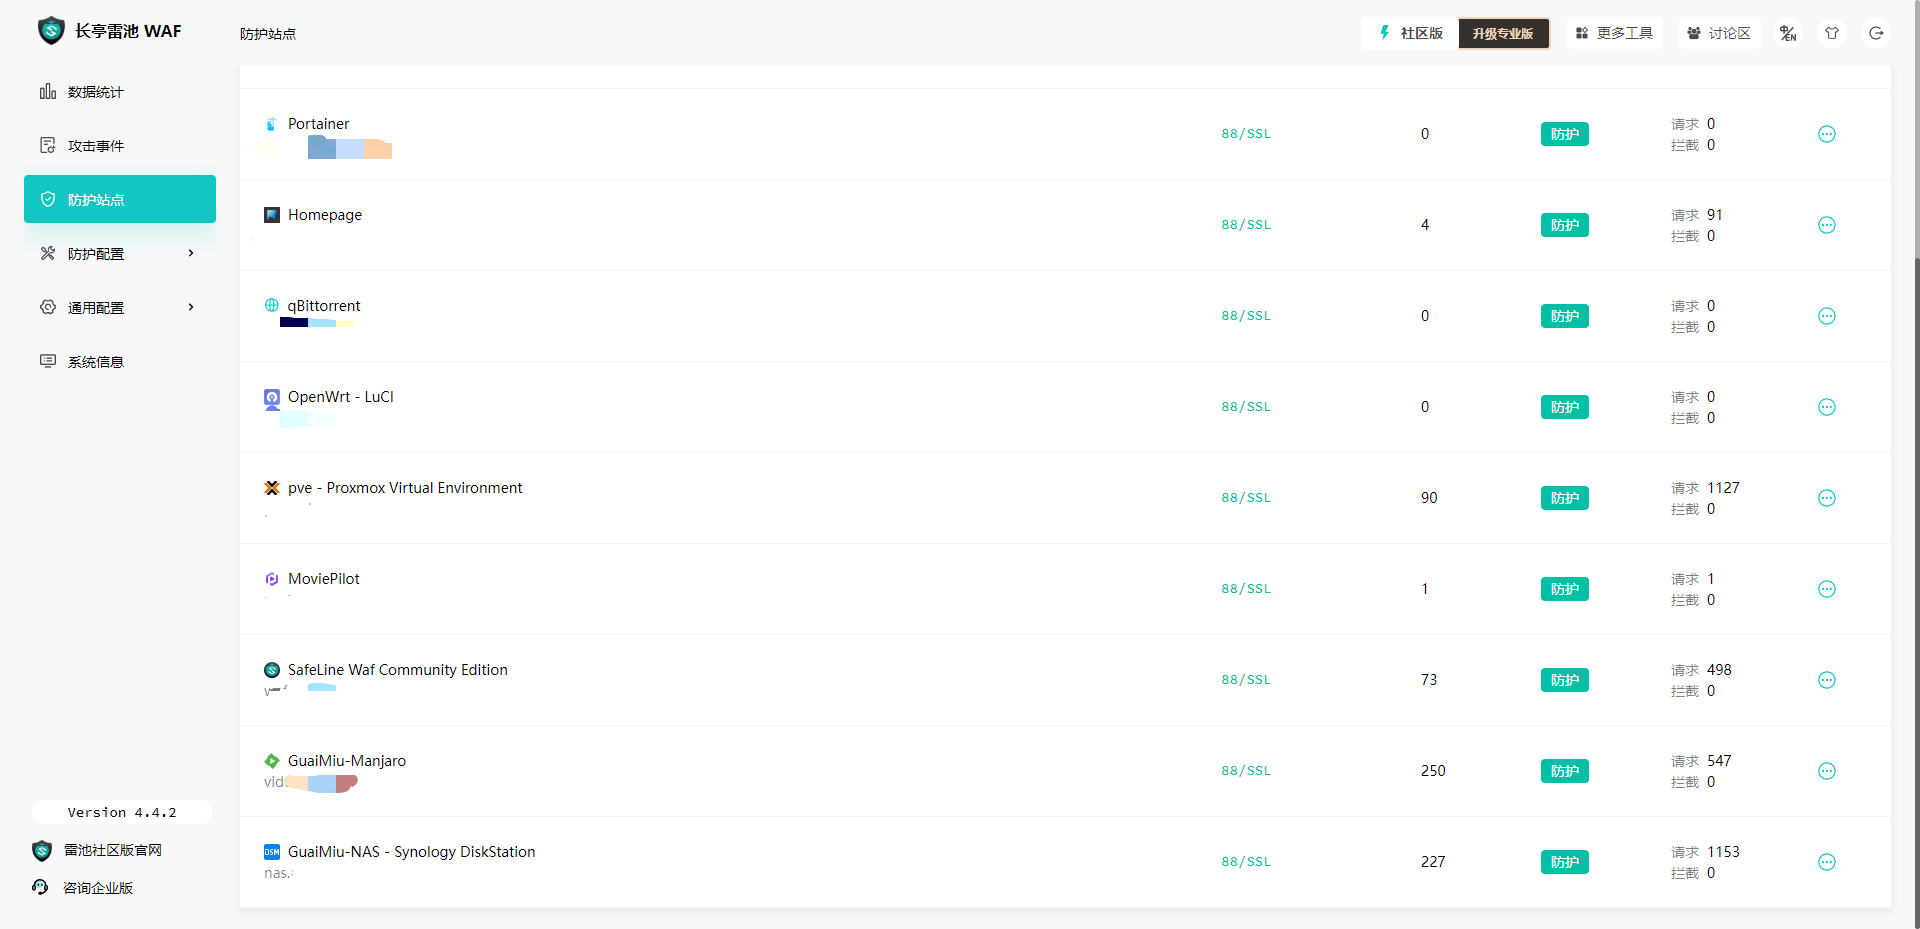 长亭雷池 WAF
防护站点
社区版
升级专业版
更多工具
讨论区
中/EN
数据统计
攻击事件
防护站点
防护配置
通用配置
系统信息
Version 4.4.2
雷池社区版官网
咨询企业版
Portainer
88/SSL
0
防护
请求 0
拦截 0
Homepage
88/SSL
4
防护
请求 91
拦截 0
qBittorrent
88/SSL
0
防护
请求 0
拦截 0
OpenWrt - LuCI
88/SSL
0
防护
请求 0
拦截 0
pve - Proxmox Virtual Environment
88/SSL
90
防护
请求 1127
拦截 0
MoviePilot
88/SSL
1
防护
请求 1
拦截 0
SafeLine Waf Community Edition
88/SSL
73
防护
请求 498
拦截 0
GuaiMiu-Manjaro
88/SSL
250
防护
请求 547
拦截 0
DSM
GuaiMiu-NAS - Synology DiskStation
nas.
88/SSL
227
防护
请求 1153
拦截 0